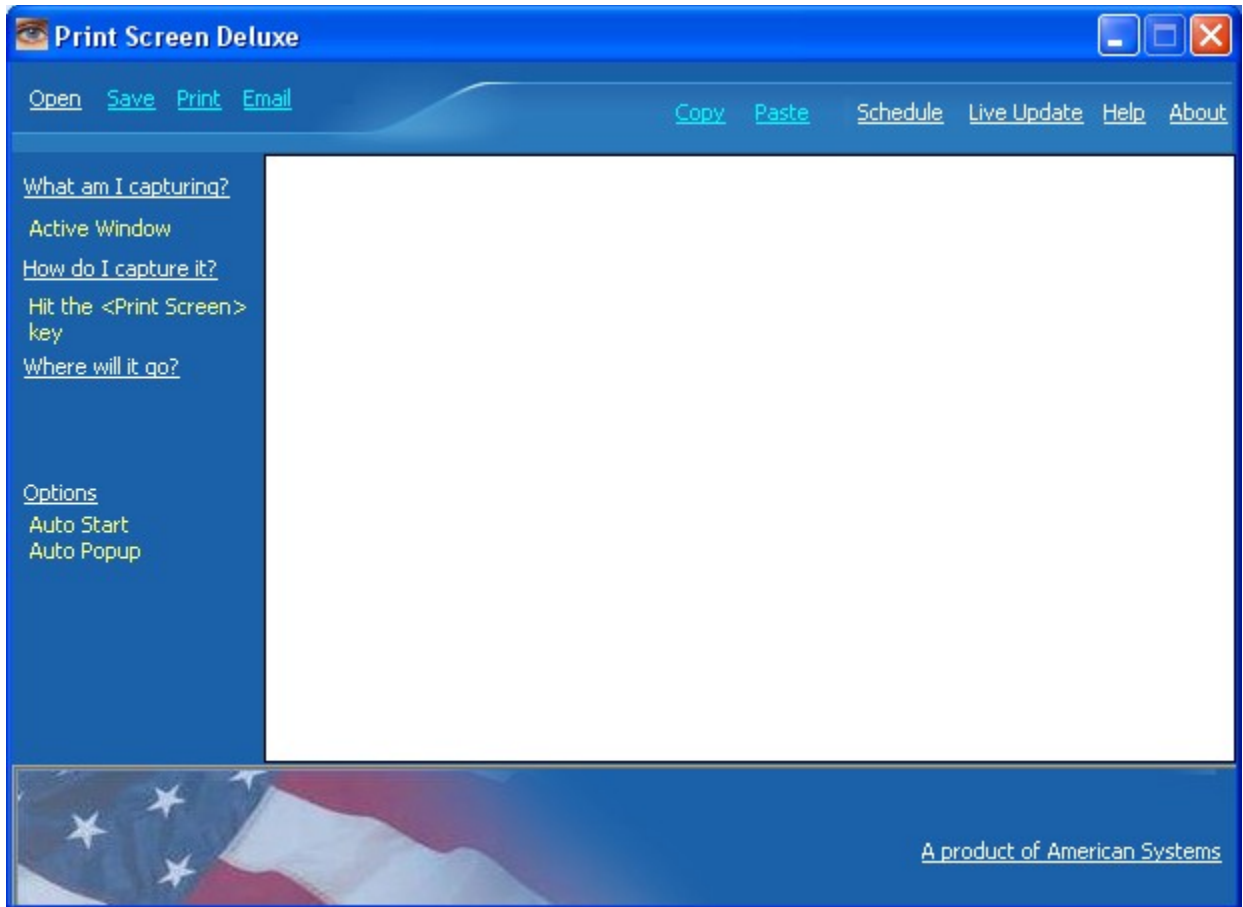 Print Screen Deluxe
Open Save Print Email
Copy Paste Schedule Live Update Help About
What am I capturing?
Active Window
How do I capture it?
Hit the <Print Screen>
key
Where will it go?
Options
Auto Start
Auto Popup
A product of American Systems